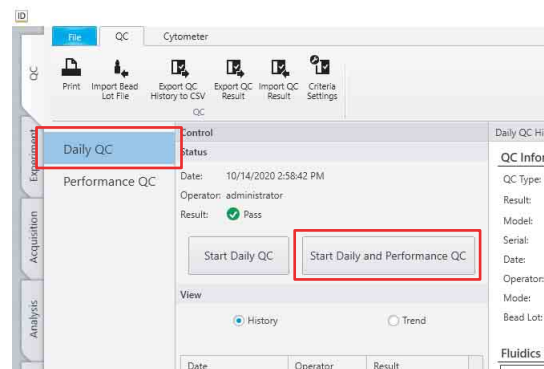 ID
File QC Cytometer
Print Import Bead Lot File Export QC History to CSV Export QC Result Import QC Result Criteria Settings
QC
QC
Experiment
Acquisition
Analysis
Daily QC
Performance QC
Control
Status
Date: 10/14/2020 2:58:42 PM
Operator: administrator
Result: Pass
Start Daily QC Start Daily and Performance QC
View
History Trend
Date Operator Result
Daily QC Hi
QC Infor
QC Type:
Result:
Model:
Serial:
Date:
Operator:
Mode:
Bead Lot:
Fluidics